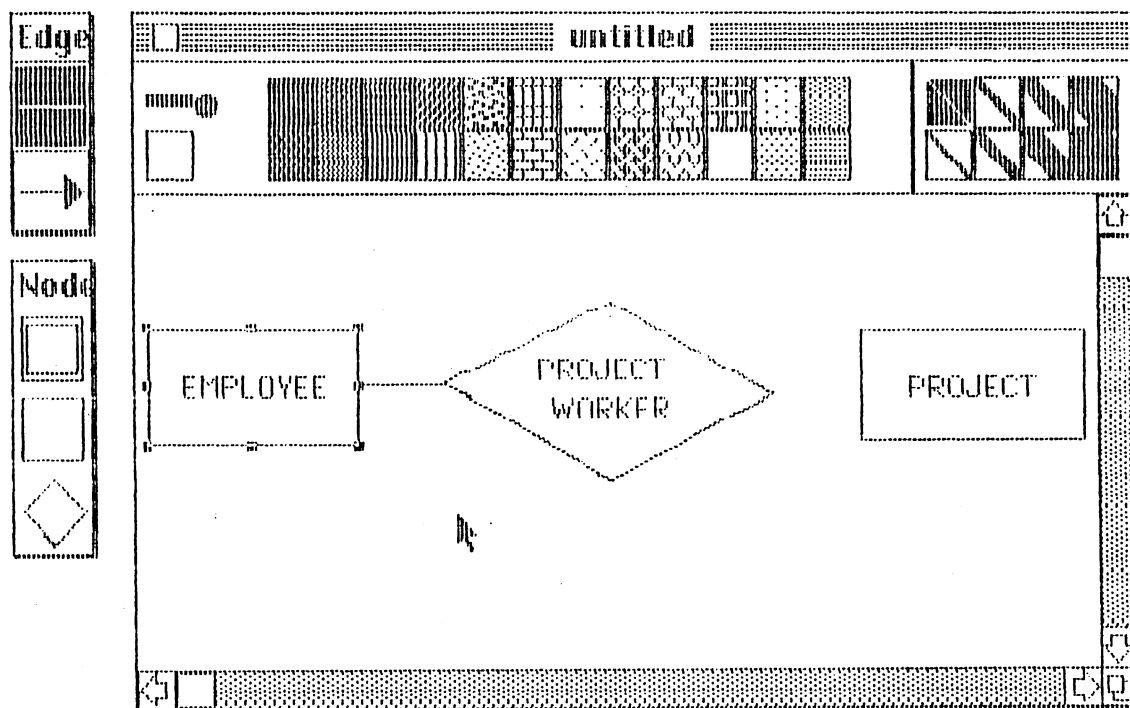 Edge
untitled
Node
EMPLOYEE
PROJECT
WORKER
PROJECT